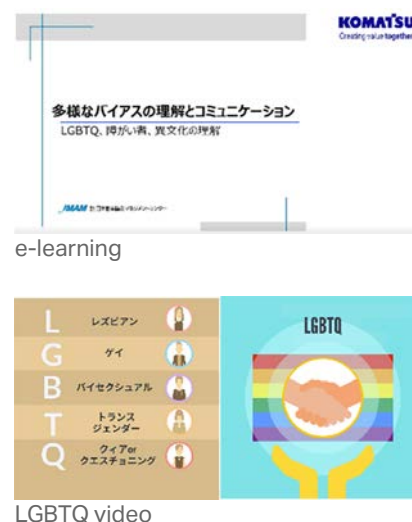 KOMATSU
Creating value together
多様なバイアスの理解とコミュニケーション
LGBTQ、障がい者、異文化の理解
JMAM
e-learning
L レズビアン
G ゲイ
B バイセクシュアル
T トランス
ジェンダー
Q クィアor
クエスチョニング
LGBTQ
LGBTQ video